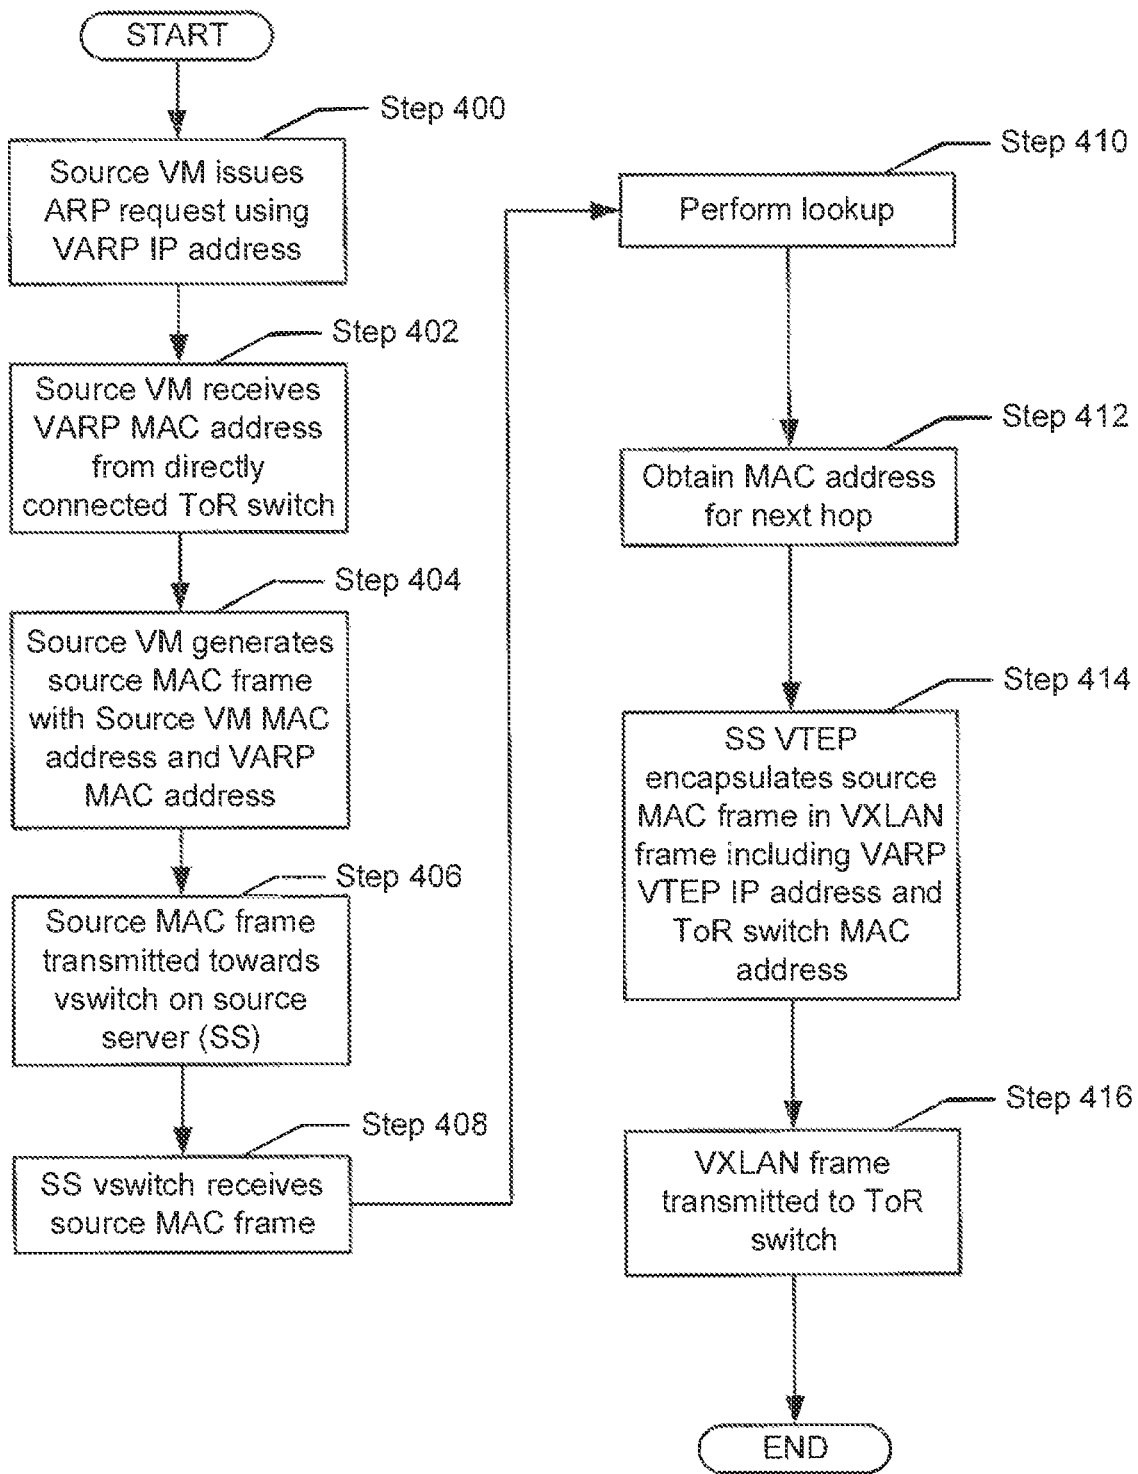 START
Step 400
Source VM issues
ARP request using
VARP IP address
Step 402
Source VM receives
VARP MAC address
from directly
connected ToR switch
Step 404
Source VM generates
source MAC frame
with Source VM MAC
address and VARP
MAC address
Step 406
Source MAC frame
transmitted towards
vswitch on source
server (SS)
Step 408
SS vswitch receives
source MAC frame
Step 410
Perform lookup
Step 412
Obtain MAC address
for next hop
Step 414
SS VTEP
encapsulates source
MAC frame in VXLAN
frame including VARP
VTEP IP address and
ToR switch MAC
address
Step 416
VXLAN frame
transmitted to ToR
switch
END